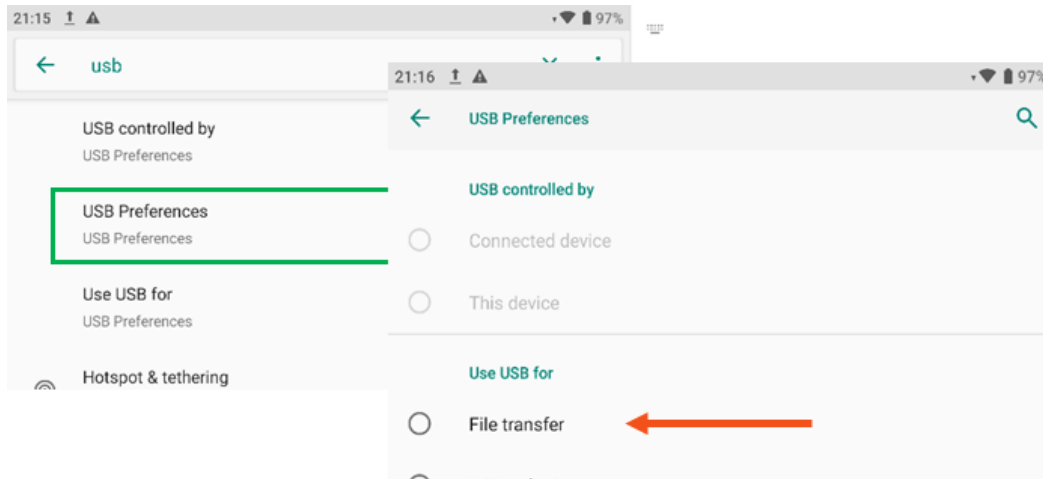 21:15 97%
usb
USB controlled by
USB Preferences
USB Preferences
USB Preferences
Use USB for
USB Preferences
Hotspot & tethering
21:16 97%
USB Preferences
USB controlled by
Connected device
This device
Use USB for
File transfer